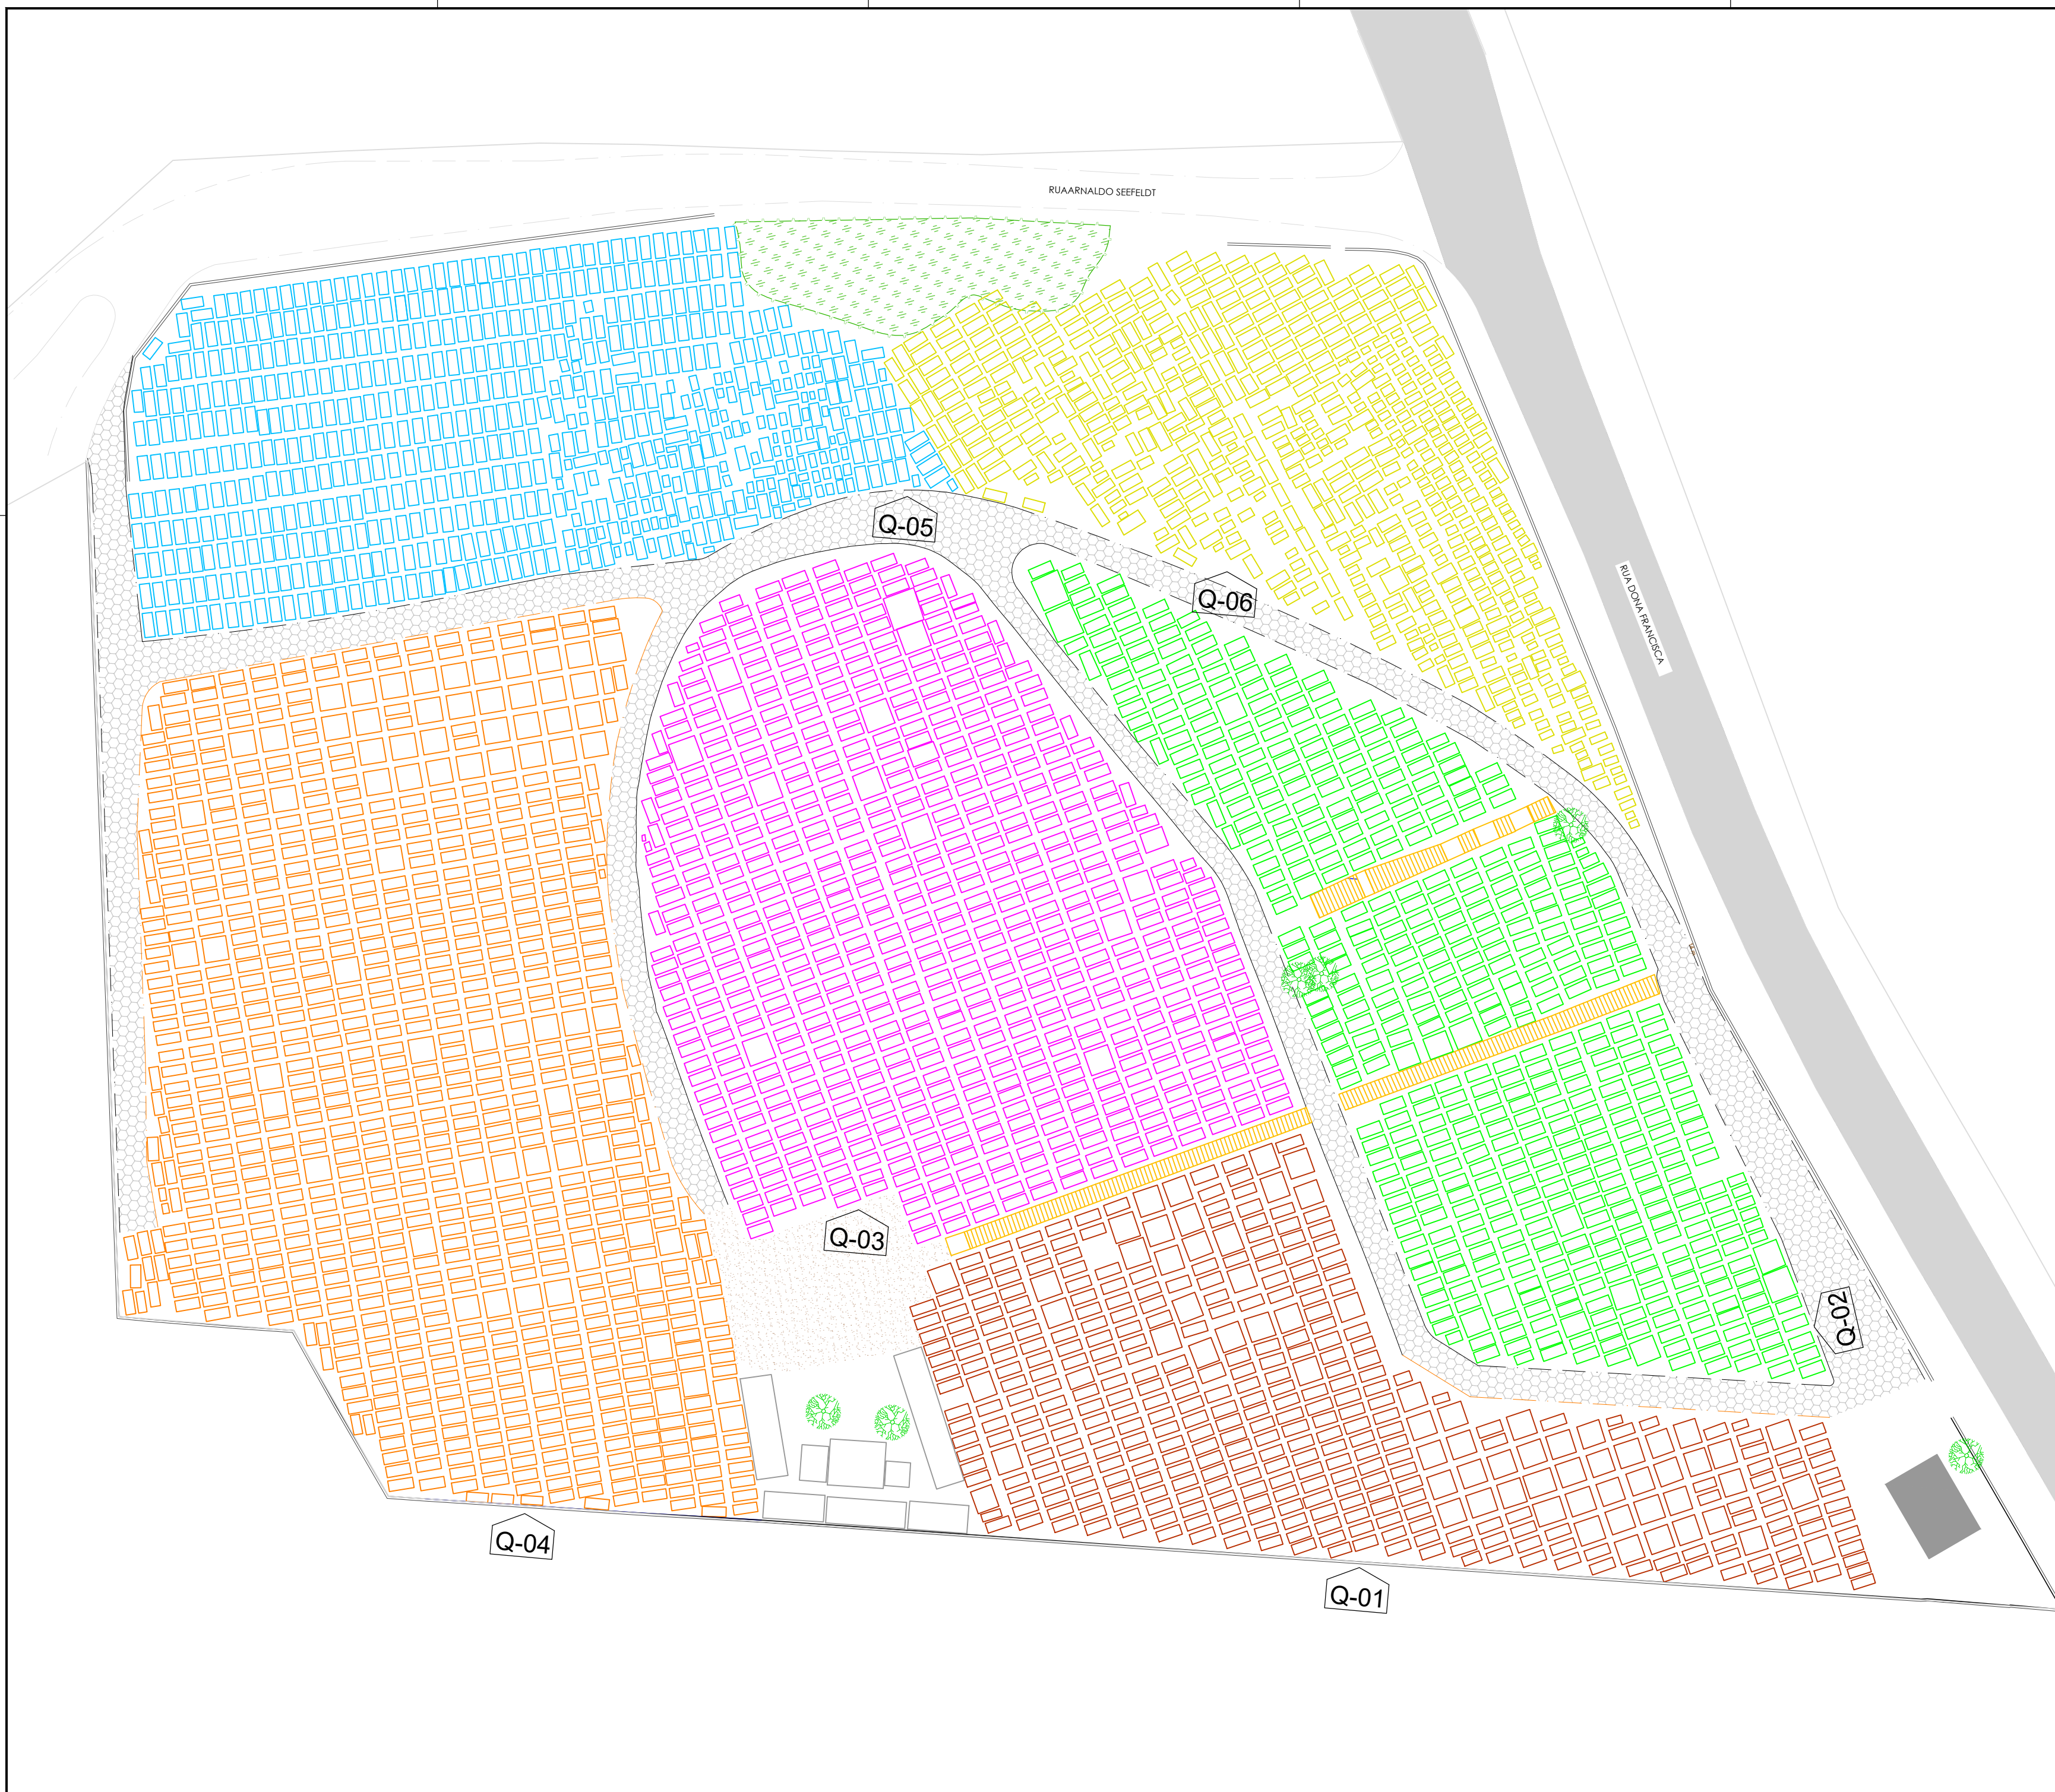 RUAARNALDO SEEFELDT
Q-05
Q-06
RUA DONA FRANCISCA
Q-03
Q-02
Q-04
Q-01